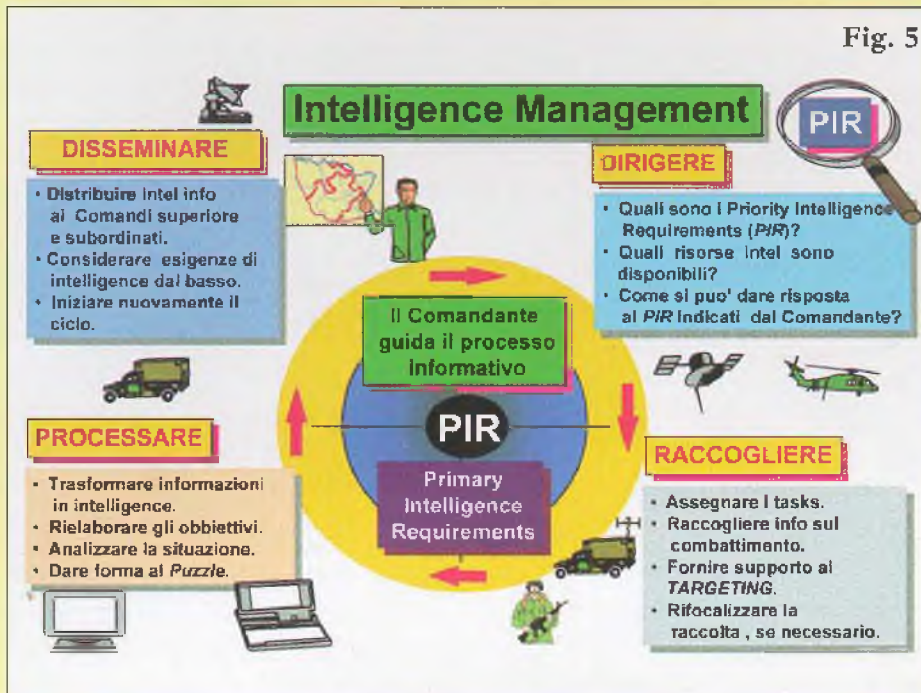 Fig. 5
Intelligence Management
PIR
DISSEMINARE
• Distribuire Intel info
ai Comandi superiore
e subordinati.
• Considerare esigenze di
intelligence dal basso.
• Iniziare nuovamente il
ciclo.
DIRIGERE
• Quali sono i Priority Intelligence
Requirements (PIR)?
• Quali risorse intel sono
disponibili?
• Come si puo' dare risposta
ai PIR indicati dal Comandante?
Il Comandante
guida il processo
informativo
PIR
Primary
Intelligence
Requirements
PROCESSARE
• Trasformare informazioni
in intelligence.
• Rielaborare gli obbiettivi.
• Analizzare la situazione.
• Dare forma al Puzzle.
RACCOGLIERE
• Assegnare i tasks.
• Raccogliere info sul
combattimento.
• Fornire supporto al
TARGETING.
• Rifocalizzare la
raccolta , se necessario.